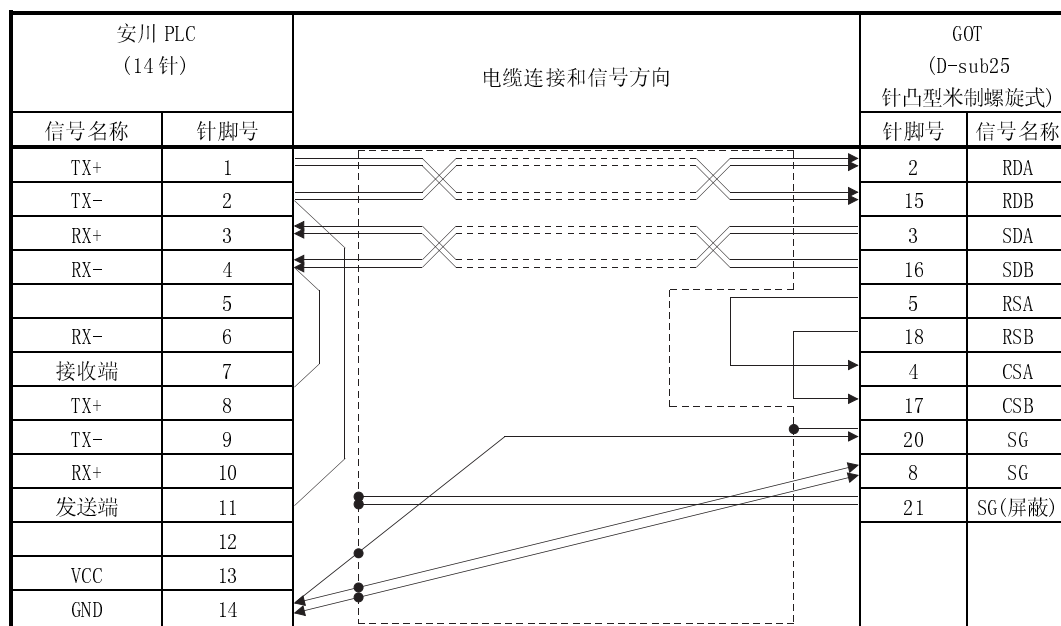 安川 PLC
(14针)
电缆连接和信号方向
GOT
(D-sub25
针凸型米制螺旋式)
信号名称 针脚号 针脚号 信号名称
TX+ 1 2 RDA
TX- 2 15 RDB
RX+ 3 3 SDA
RX- 4 16 SDB
5 5 RSA
RX- 6 18 RSB
接收端 7 4 CSA
TX+ 8 17 CSB
TX- 9 20 SG
RX+ 10 8 SG
发送端 11 21 SG(屏蔽)
12
VCC 13
GND 14